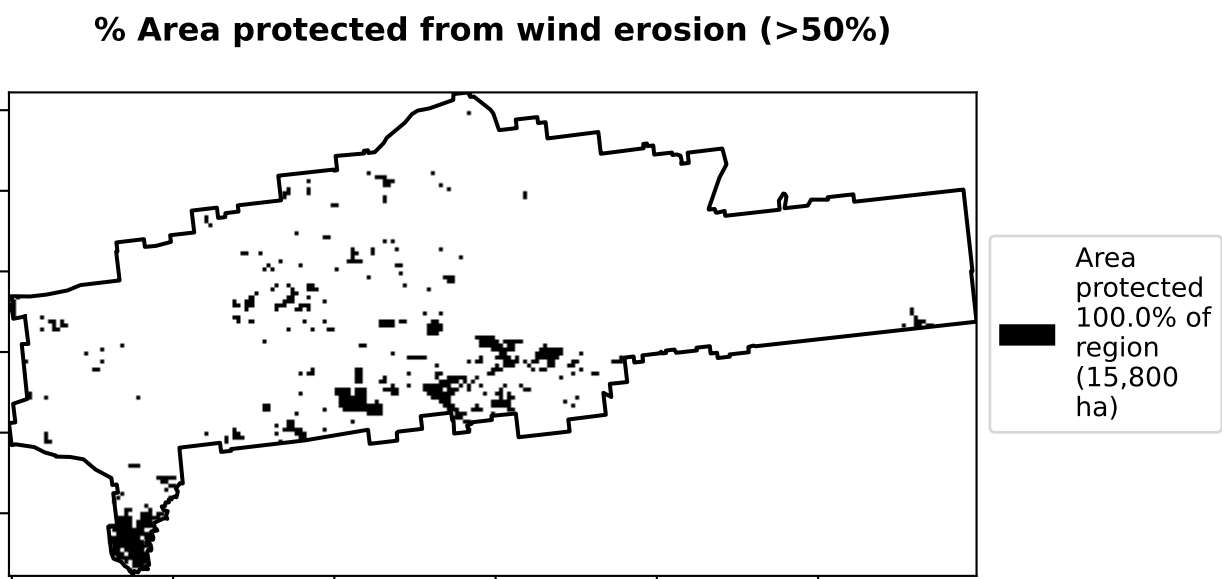 % Area protected from wind erosion (>50%)
Area
protected
100.0% of
region
(15,800
ha)